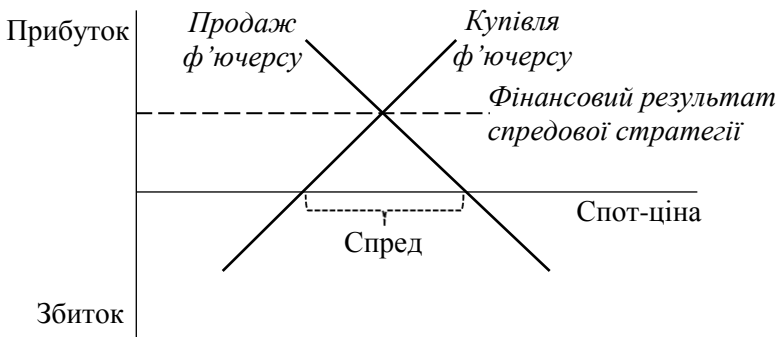 Прибуток
Продаж
ф’ючерсу
Купівля
ф’ючерсу
Фінансовий результат
спредової стратегії
Спот-ціна
Спред
Збиток